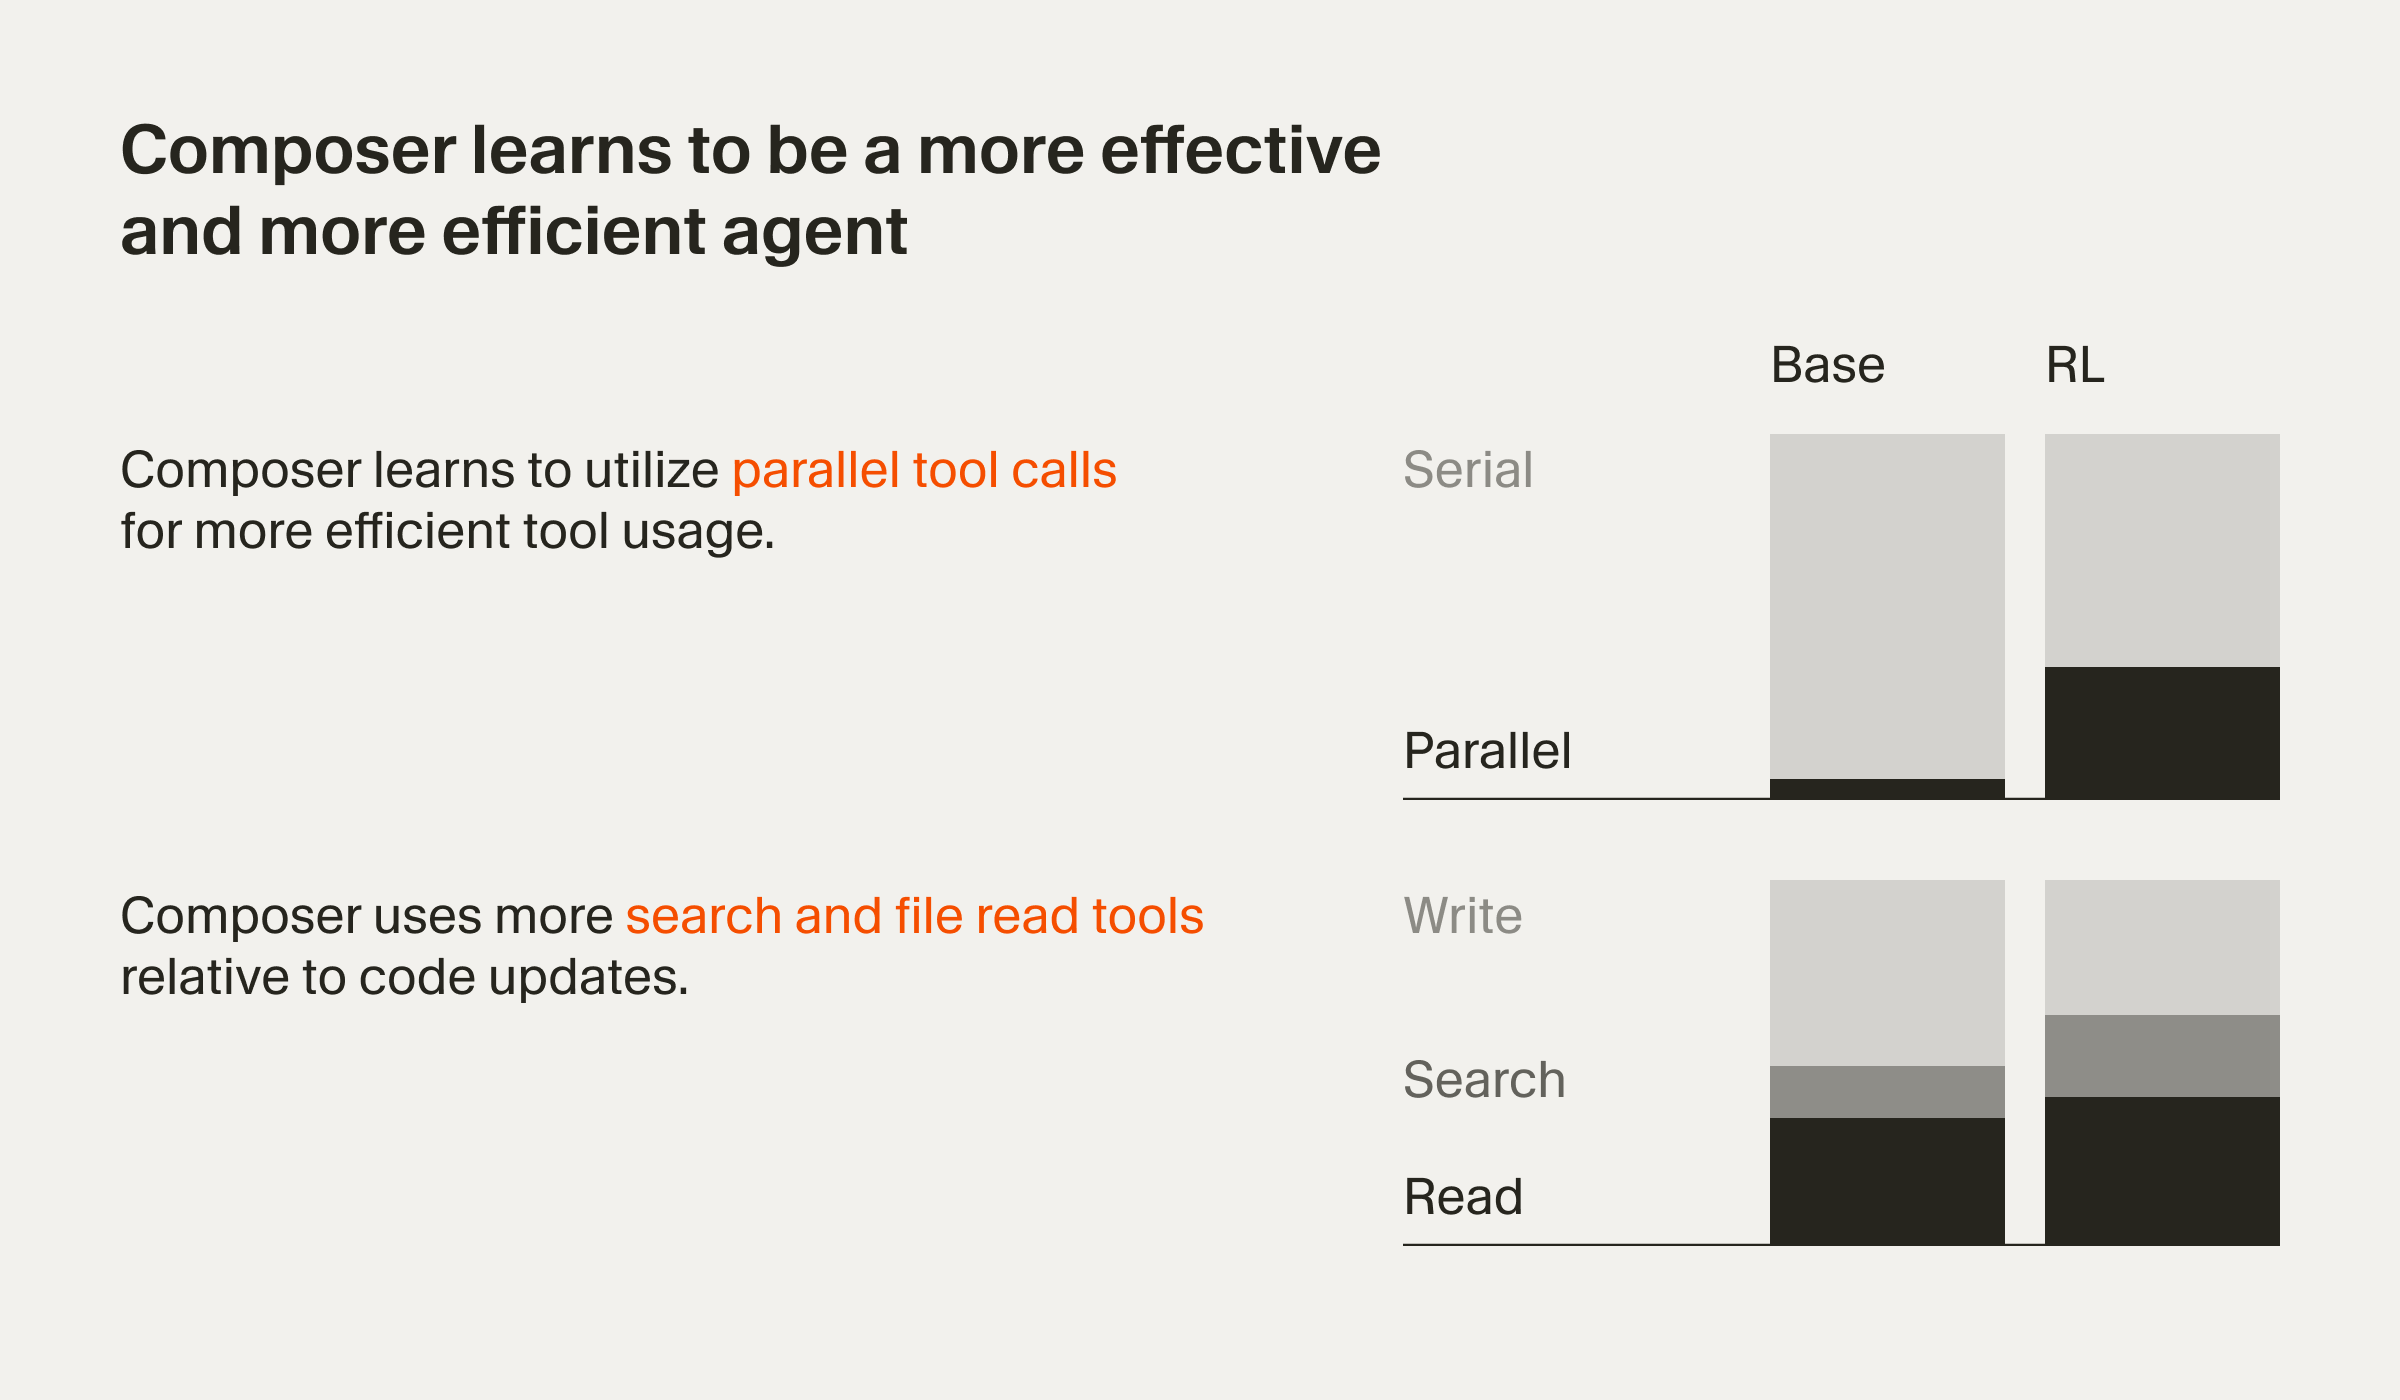 Composer learns to be a more effective
and more efficient agent
Base RL
Composer learns to utilize parallel tool calls
for more efficient tool usage.
Serial
Parallel
Composer uses more search and file read tools
relative to code updates.
Write
Search
Read